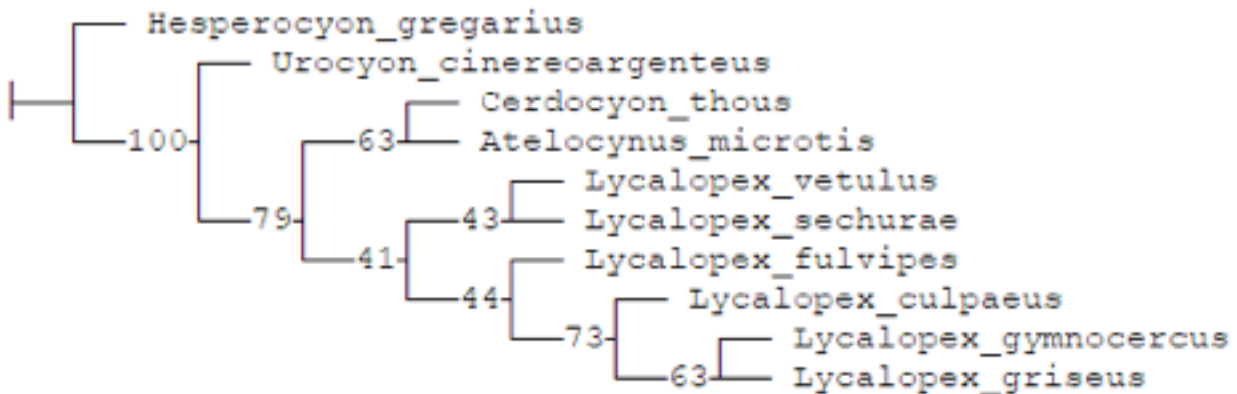 Hesperocyon_gregarius
Urocyon_cinereoargenteus
Cerdocyon_thous
100 63 Atelocynus_microtis
Lycalopex_vetulus
79 43 Lycalopex_sechurae
41 Lycalopex_fulvipes
44 Lycalopex_culpaeus
73 Lycalopex_gymnocercus
63 Lycalopex_griseus